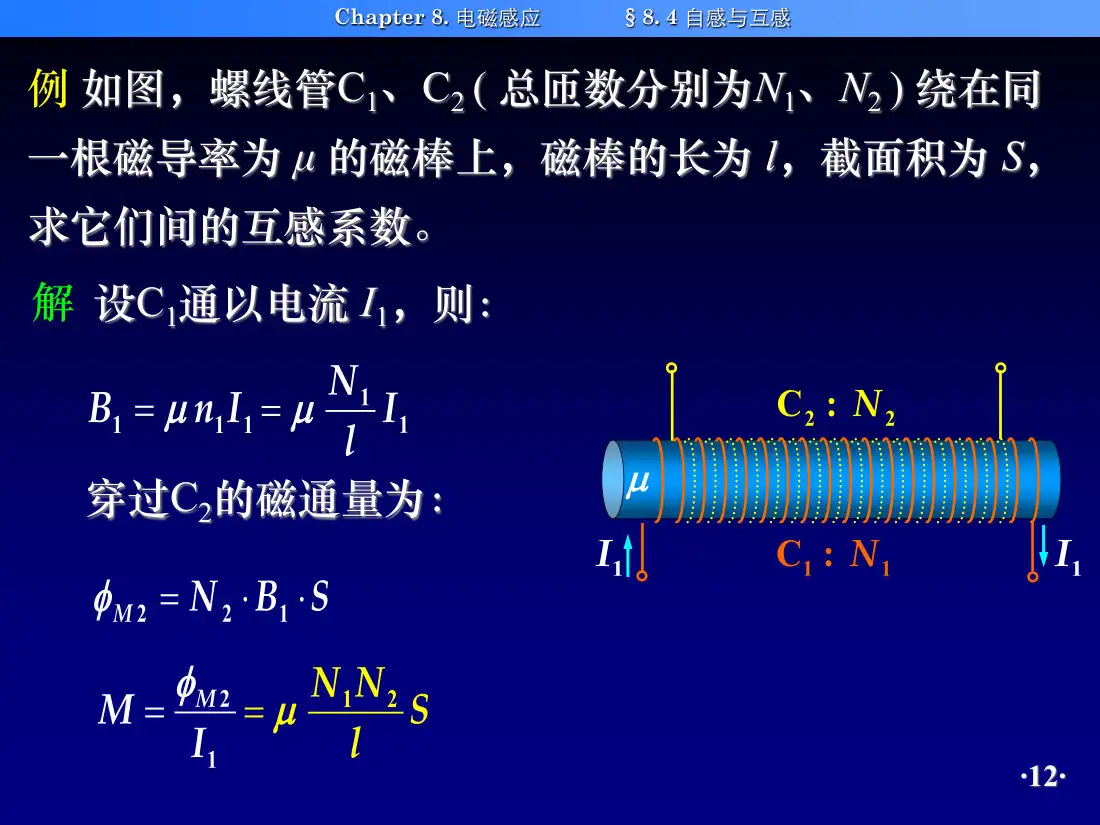 Chapter 8. 电磁感应 § 8. 4 自感与互感
例 如图，螺线管C₁、C₂ ( 总匝数分别为N₁、N₂ ) 绕在同
一根磁导率为 μ 的磁棒上，磁棒的长为 l，截面积为 S，
求它们间的互感系数。
解 设C₁通以电流 I₁，则：
B₁ = μ n₁ I₁ = μ N₁/l I₁
穿过C₂的磁通量为：
ϕ_M2 = N₂ · B₁ · S
M = ϕ_M2/I₁ = μ N₁N₂/l S
C₂ : N₂
μ
I₁
C₁ : N₁
I₁
·12·